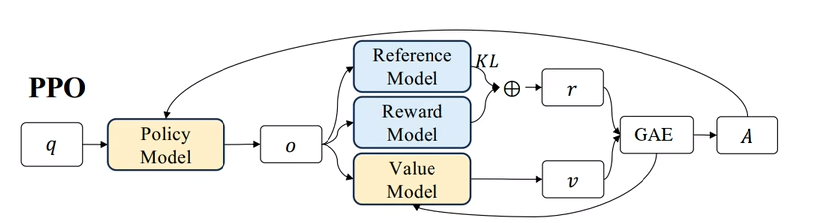 PPO
q
Policy
Model
o
Reference
Model
KL
Reward
Model
Value
Model
⊕
r
v
GAE
A